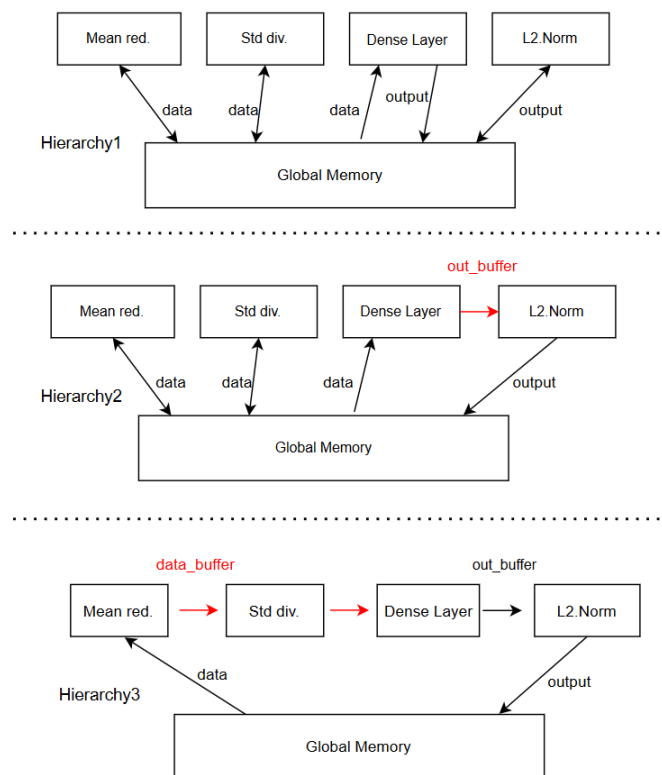 Mean red.
Std div.
Dense Layer
L2.Norm
data
data
data
output
output
Hierarchy1
Global Memory
out_buffer
Mean red.
Std div.
Dense Layer
L2.Norm
data
data
data
output
Hierarchy2
Global Memory
data_buffer
out_buffer
Mean red.
Std div.
Dense Layer
L2.Norm
data
output
Hierarchy3
Global Memory